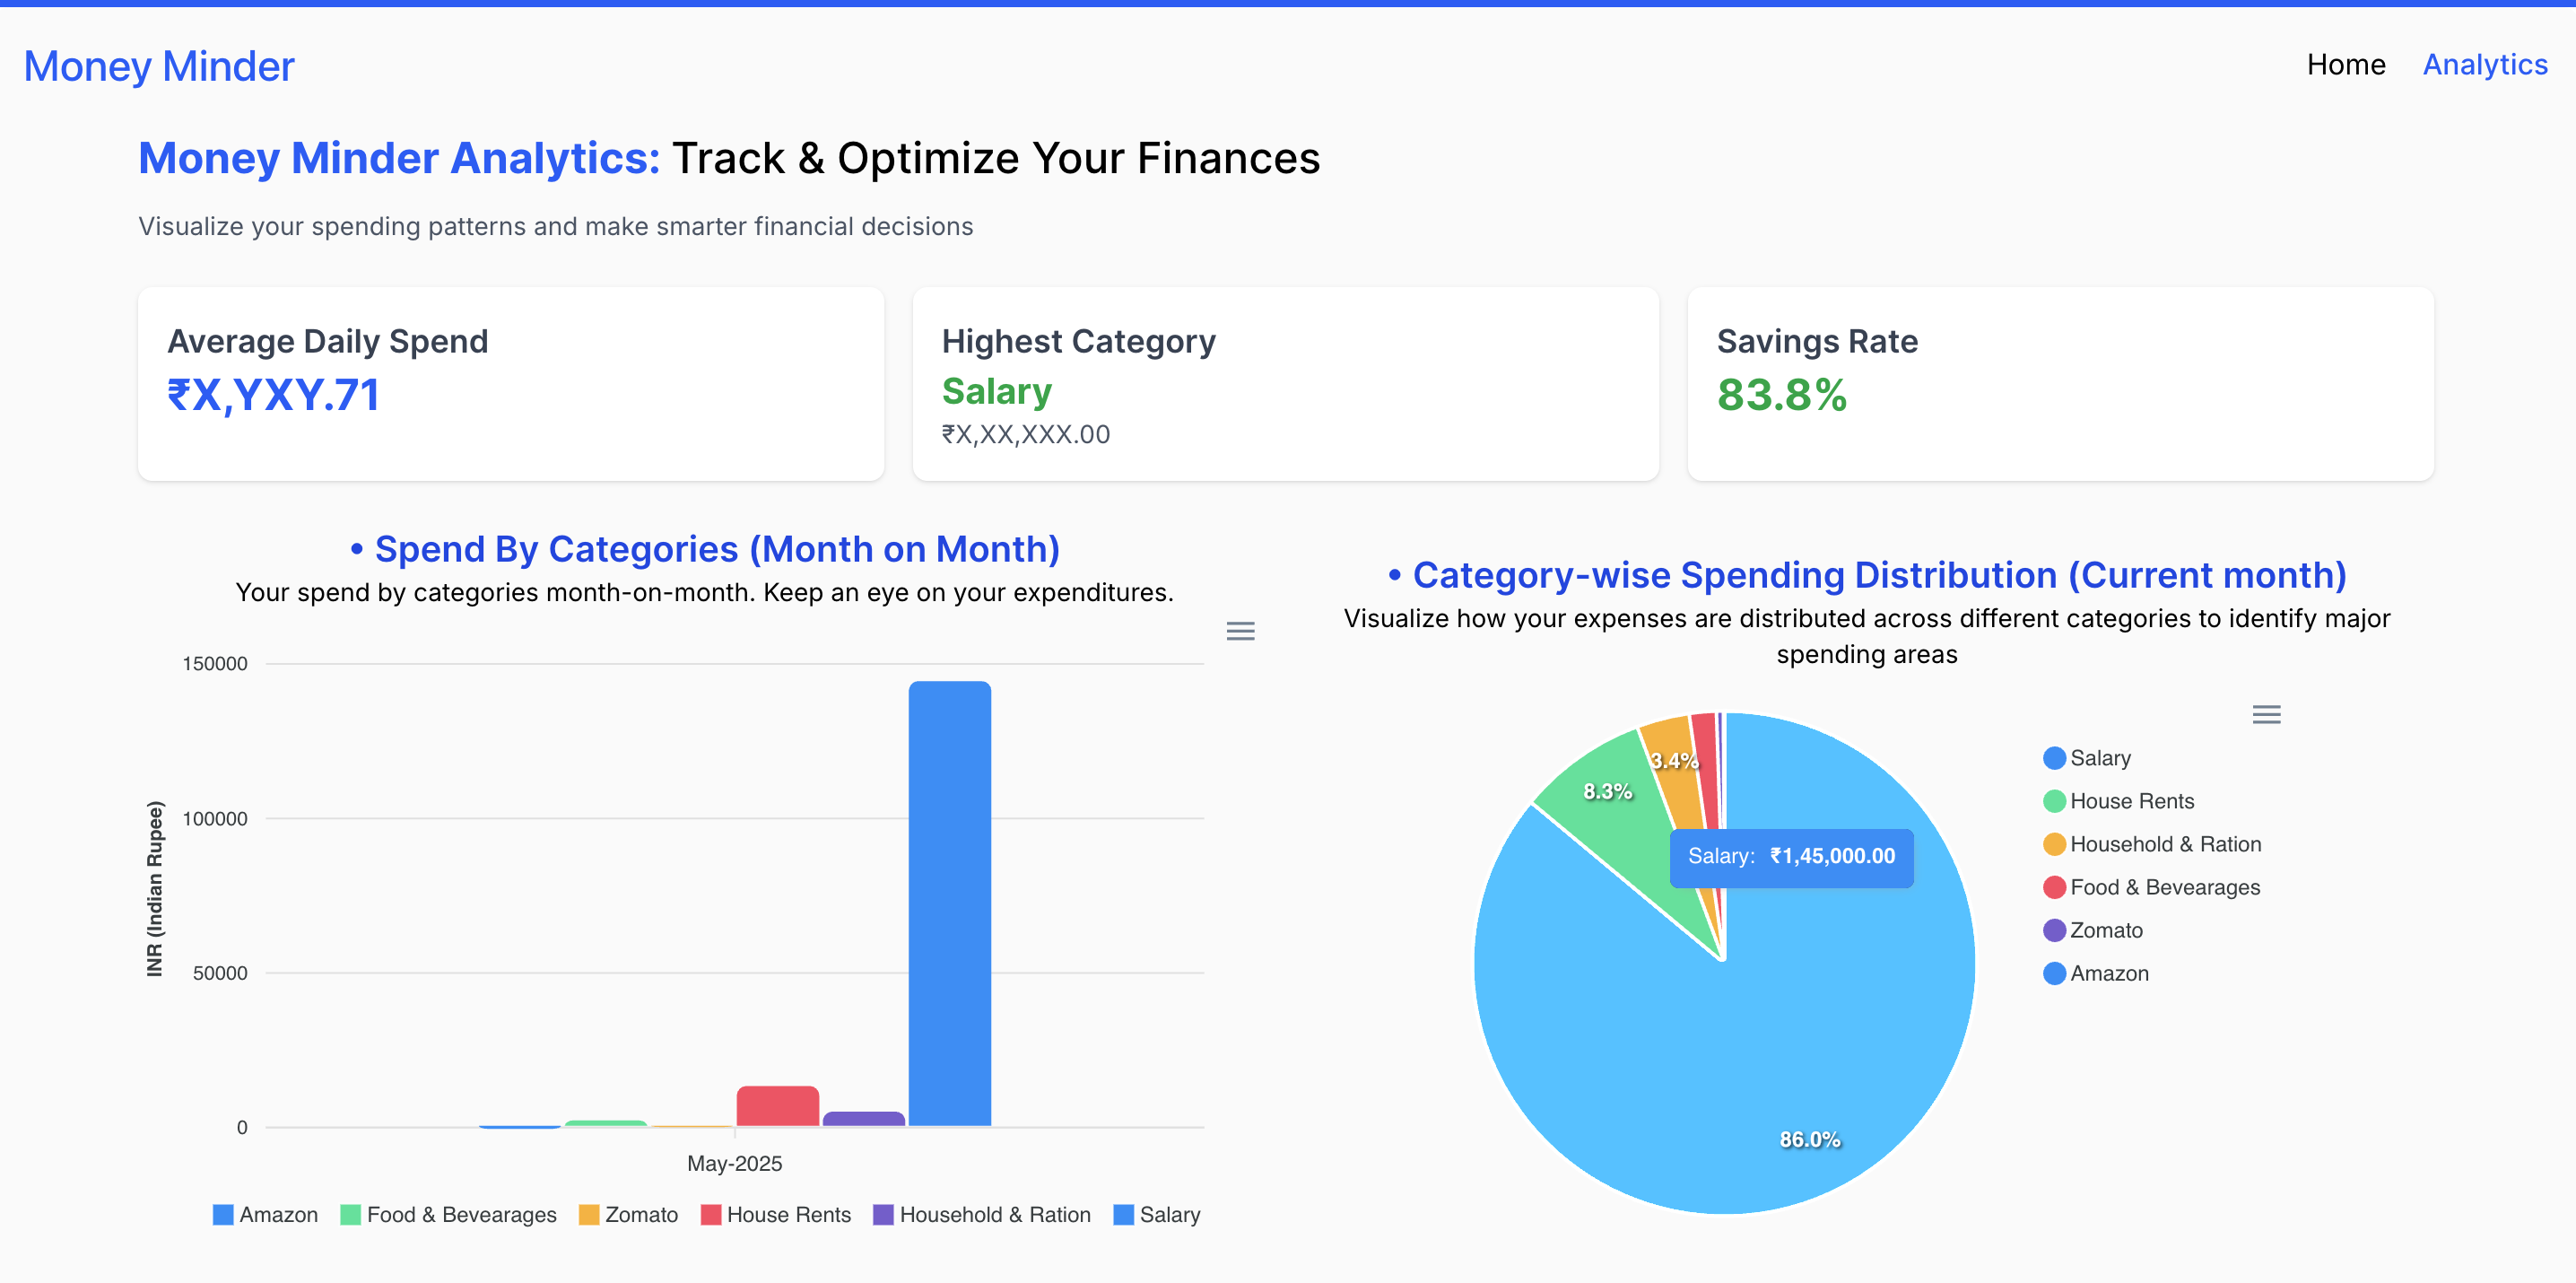 Money Minder
Home
Analytics
Money Minder Analytics: Track & Optimize Your Finances
Visualize your spending patterns and make smarter financial decisions
Average Daily Spend
₹X,YXY.71
Highest Category
Salary
₹X,XX,XXX.00
Savings Rate
83.8%
• Spend By Categories (Month on Month)
Your spend by categories month-on-month. Keep an eye on your expenditures.
150000
100000
50000
0
INR (Indian Rupee)
May-2025
Amazon
Food & Bevearages
Zomato
House Rents
Household & Ration
Salary
• Category-wise Spending Distribution (Current month)
Visualize how your expenses are distributed across different categories to identify major
spending areas
3.4%
8.3%
Salary: ₹1,45,000.00
86.0%
Salary
House Rents
Household & Ration
Food & Bevearages
Zomato
Amazon